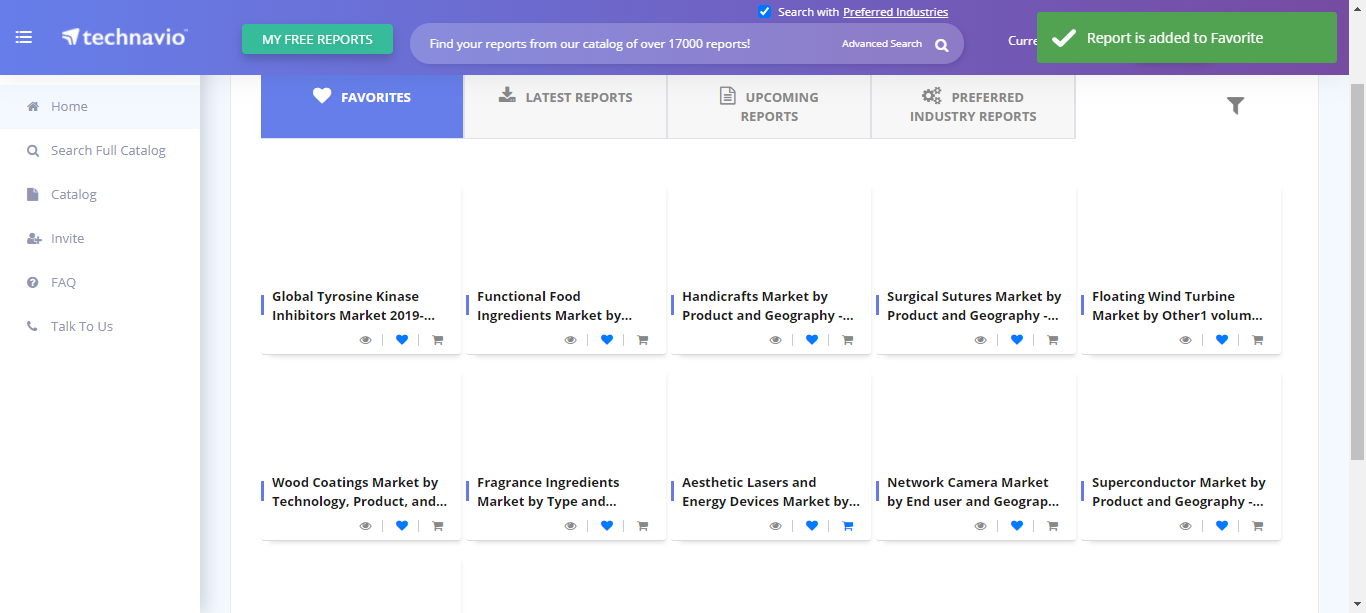 Search with Preferred Industries
technavio
MY FREE REPORTS
Find your reports from our catalog of over 17000 reports!
Advanced Search
Curre
Report is added to Favorite
Home
Search Full Catalog
Catalog
Invite
FAQ
Talk To Us
FAVORITES
LATEST REPORTS
UPCOMING
REPORTS
PREFERRED
INDUSTRY REPORTS
Global Tyrosine Kinase
Inhibitors Market 2019-...
Functional Food
Ingredients Market by...
Handicrafts Market by
Product and Geography -...
Surgical Sutures Market by
Product and Geography -...
Floating Wind Turbine
Market by Other1 volum...
Wood Coatings Market by
Technology, Product, and...
Fragrance Ingredients
Market by Type and...
Aesthetic Lasers and
Energy Devices Market by...
Network Camera Market
by End user and Geograp...
Superconductor Market by
Product and Geography -...